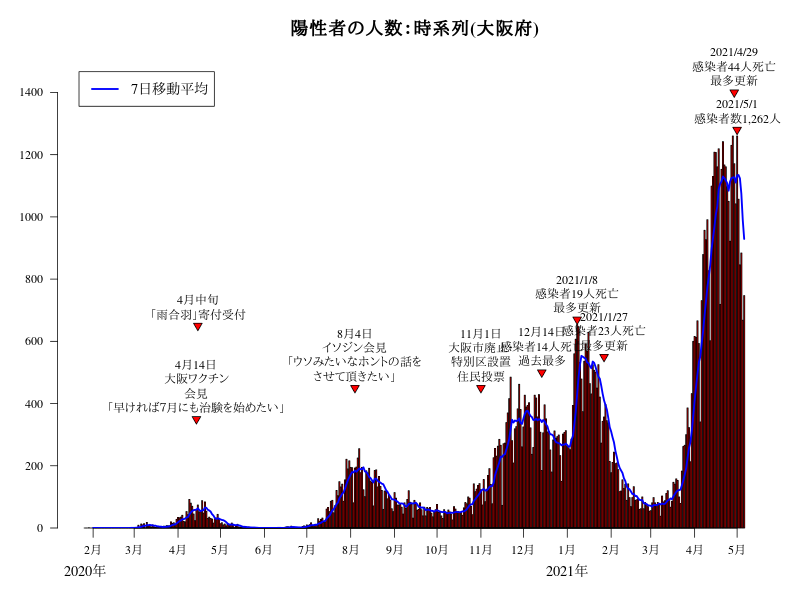 陽性者の人数:時系列(大阪府)
7日移動平均
2021/4/29
感染者44人死亡
最多更新
2021/5/1
感染者数1,262人
4月中旬
「雨合羽」寄付受付
4月14日
大阪ワクチン
会見
「早ければ7月にも治験を始めたい」
8月4日
イソジン会見
「ウソみたいなホントの話を
させて頂きたい」
11月1日
大阪市廃止
特別区設置
住民投票
12月14日
感染者14人死亡
過去最多
2021/1/8
感染者19人死亡
最多更新
2021/1/27
感染者23人死亡
最多更新
1400
1200
1000
800
600
400
200
0
2月 3月 4月 5月 6月 7月 8月 9月 10月 11月 12月 1月 2月 3月 4月 5月
2020年 2021年